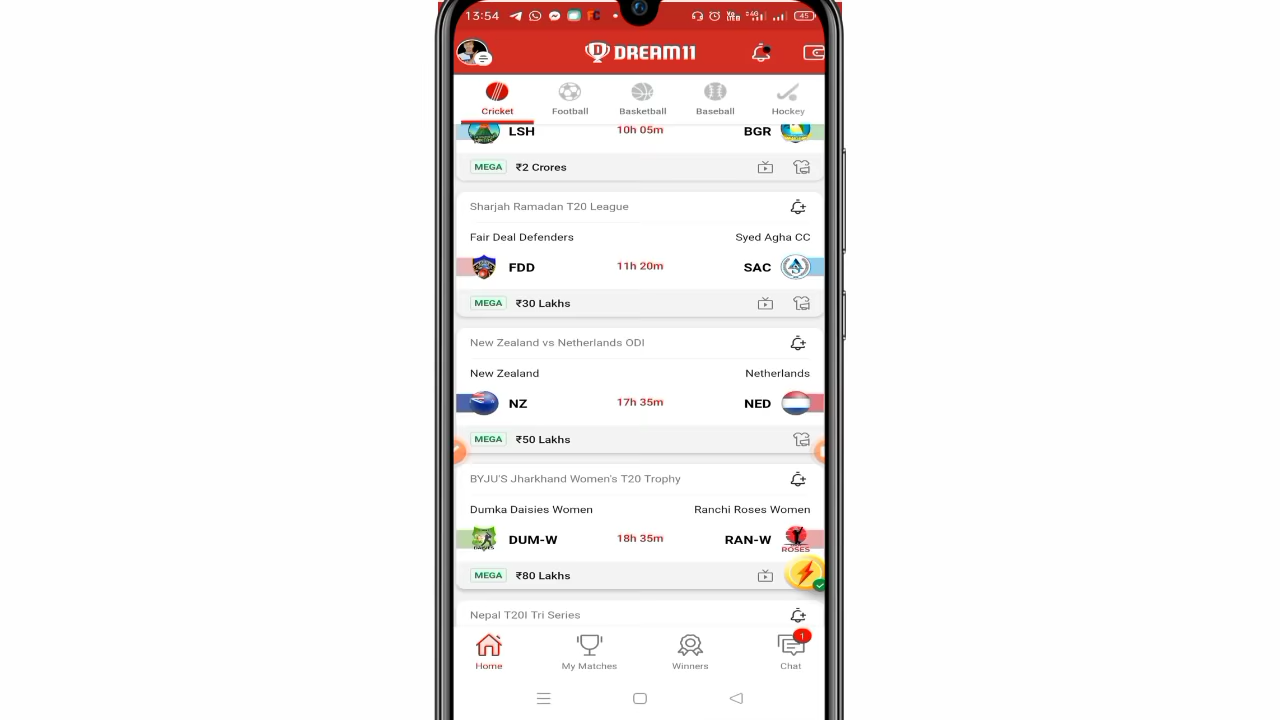 13:54
45
DREAM11
Cricket Football Basketball Baseball Hockey
LSH 10h 05m BGR
MEGA ₹2 Crores
Sharjah Ramadan T20 League
Fair Deal Defenders Syed Agha CC
FDD 11h 20m SAC
MEGA ₹30 Lakhs
New Zealand vs Netherlands ODI
New Zealand Netherlands
NZ 17h 35m NED
MEGA ₹50 Lakhs
BYJU'S Jharkhand Women's T20 Trophy
Dumka Daisies Women Ranchi Roses Women
DUM-W 18h 35m RAN-W
ROSES
MEGA ₹80 Lakhs
Nepal T20I Tri Series
1
Home My Matches Winners Chat